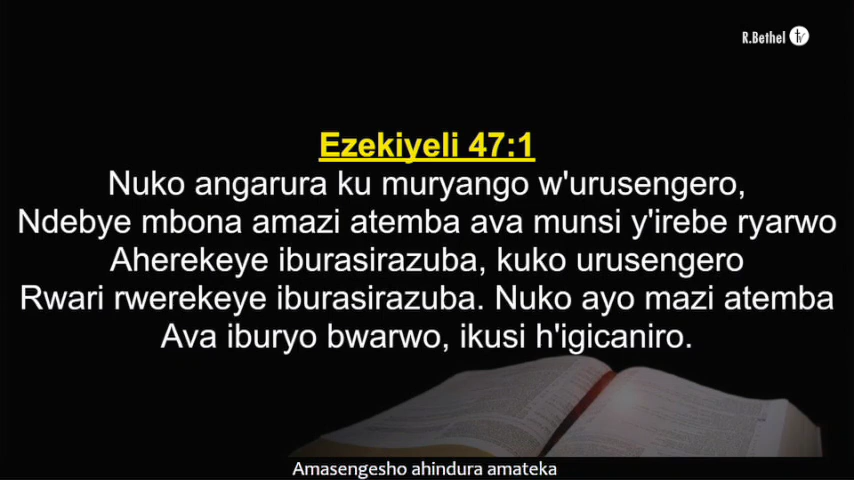 R.Bethel tv
Ezekiyeli 47:1
Nuko angarura ku muryango w'urusengero,
Ndebye mbona amazi atemba ava munsi y'irebe ryarwo
Aherekeye iburasirazuba, kuko urusengero
Rwari rwerekeye iburasirazuba. Nuko ayo mazi atemba
Ava iburyo bwarwo, ikusi h'igicaniro.
Amasengesho ahindura amateka